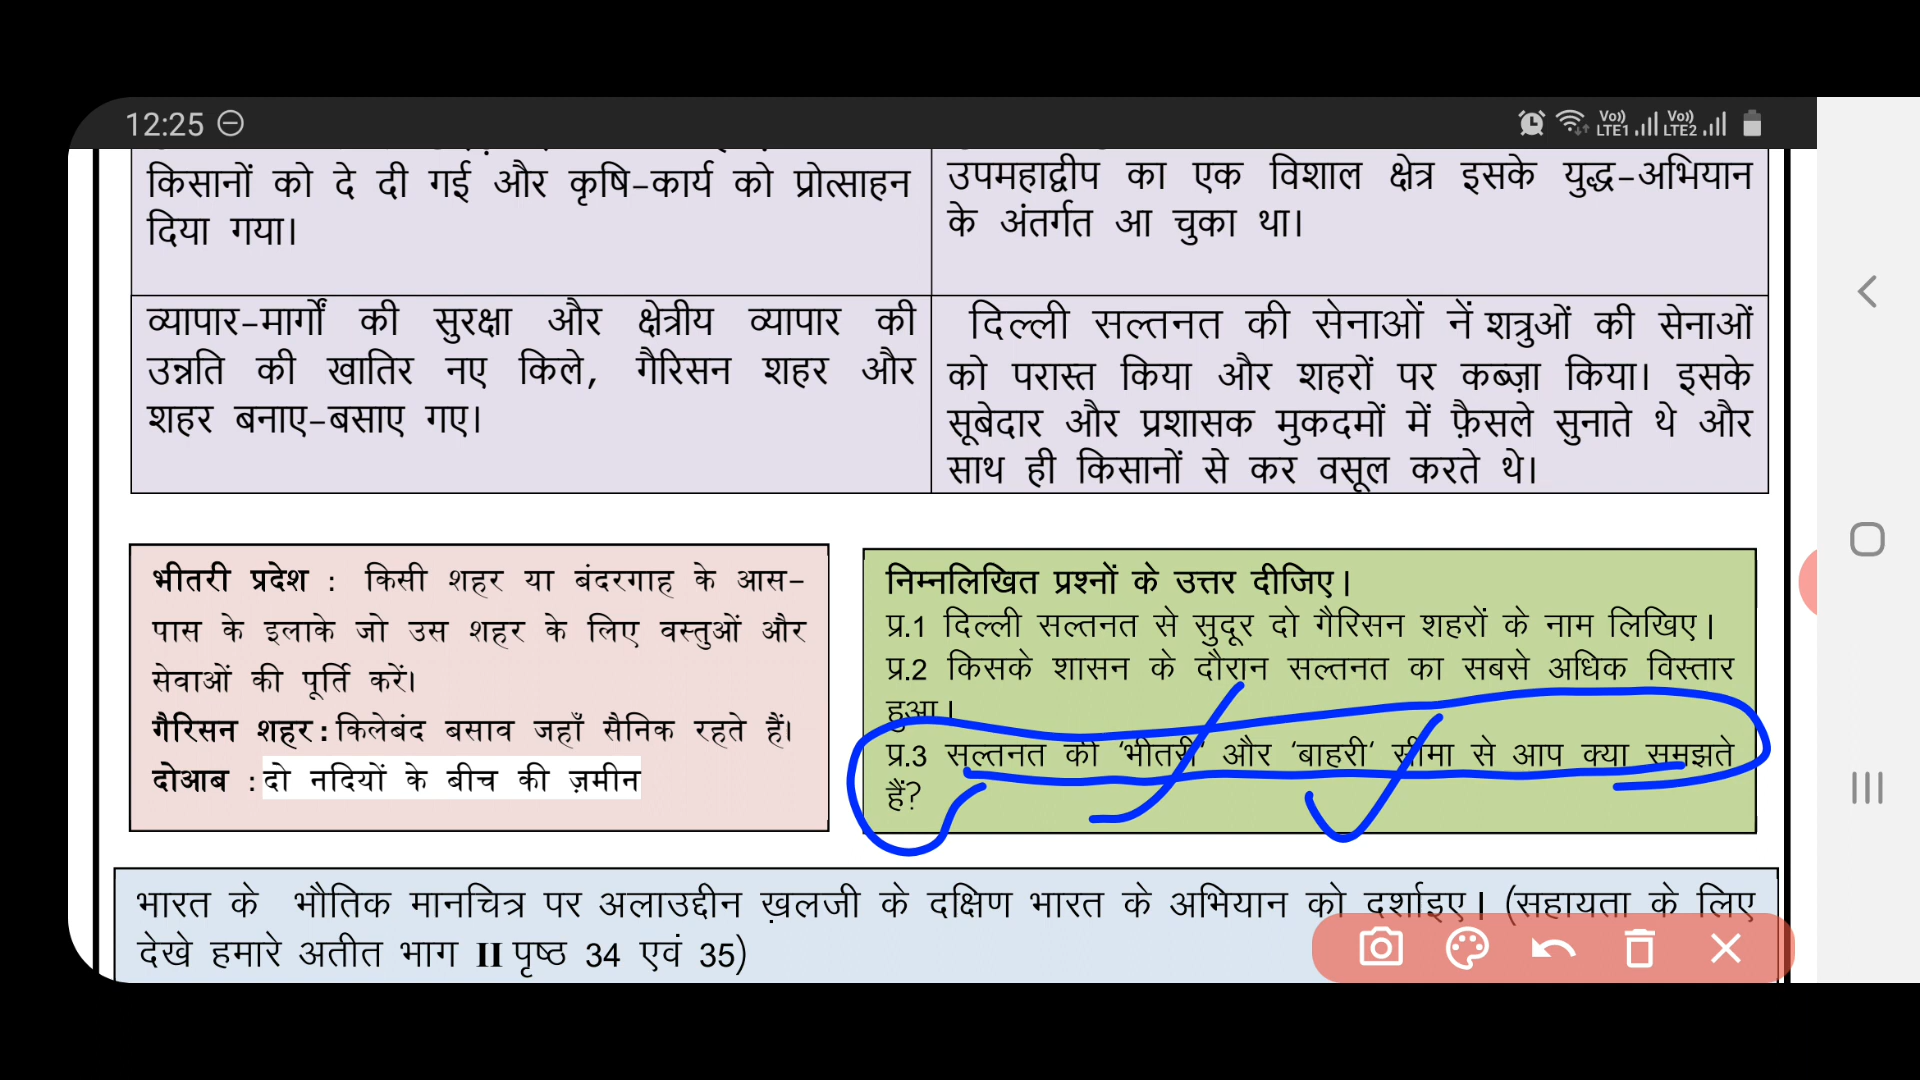 12:25
Vo) LTE1 Vo) LTE2
किसानों को दे दी गई और कृषि-कार्य को प्रोत्साहन
दिया गया।
उपमहाद्वीप का एक विशाल क्षेत्र इसके युद्ध-अभियान
के अंतर्गत आ चुका था।
व्यापार-मार्गों की सुरक्षा और क्षेत्रीय व्यापार की
उन्नति की खातिर नए किले, गैरिसन शहर और
शहर बनाए-बसाए गए।
दिल्ली सल्तनत की सेनाओं नें शत्रुओं की सेनाओं
को परास्त किया और शहरों पर कब्ज़ा किया। इसके
सूबेदार और प्रशासक मुकदमों में फ़ैसले सुनाते थे और
साथ ही किसानों से कर वसूल करते थे।
भीतरी प्रदेश : किसी शहर या बंदरगाह के आस-
पास के इलाके जो उस शहर के लिए वस्तुओं और
सेवाओं की पूर्ति करें।
गैरिसन शहर : किलेबंद बसाव जहाँ सैनिक रहते हैं।
दोआब : दो नदियों के बीच की ज़मीन
निम्नलिखित प्रश्नों के उत्तर दीजिए।
प्र.1 दिल्ली सल्तनत से सुदूर दो गैरिसन शहरों के नाम लिखिए।
प्र.2 किसके शासन के दौरान सल्तनत का सबसे अधिक विस्तार
हुआ।
प्र.3 सल्तनत की 'भीतरी' और 'बाहरी' सीमा से आप क्या समझते
हैं?
भारत के भौतिक मानचित्र पर अलाउद्दीन ख़लजी के दक्षिण भारत के अभियान को दर्शाइए। (सहायता के लिए
देखे हमारे अतीत भाग II पृष्ठ 34 एवं 35)